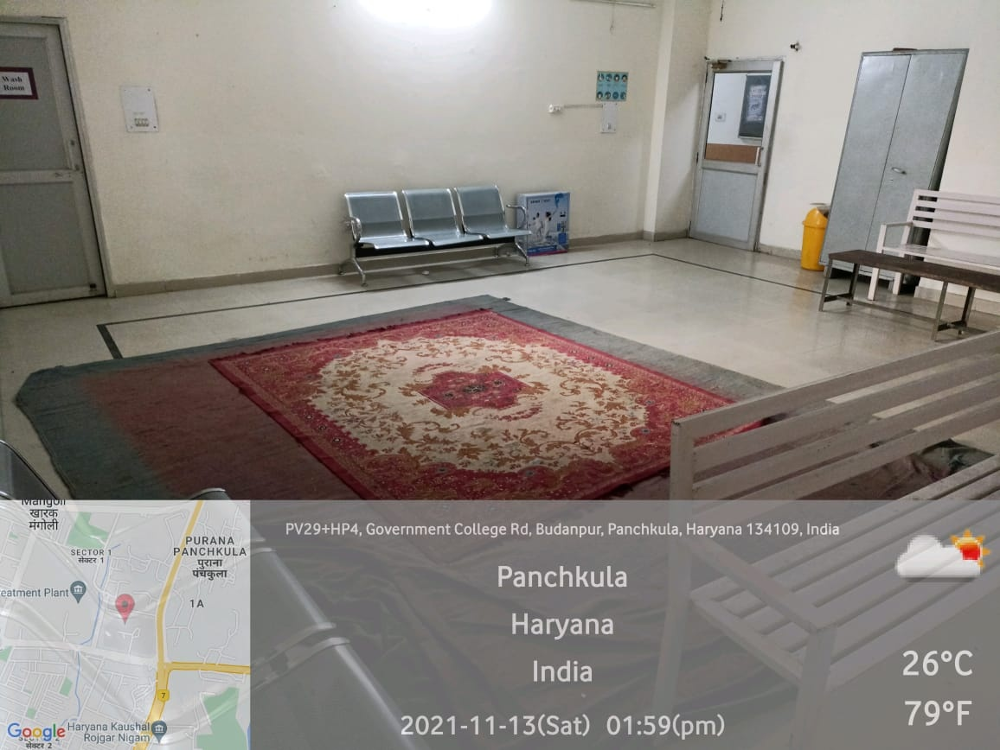 Wash
Room
Mangoli
खारक
मंगोली
PURANA
PANCHKULA
पुराना
पंचकुला
SECTOR 1
सेक्टर 1
1A
reatment Plant
7
Haryana Kaushal
Rojgar Nigam
Google
सेक्टर 2
PV29+HP4, Government College Rd, Budanpur, Panchkula, Haryana 134109, India
Panchkula
Haryana
India
2021-11-13(Sat) 01:59(pm)
26°C
79°F